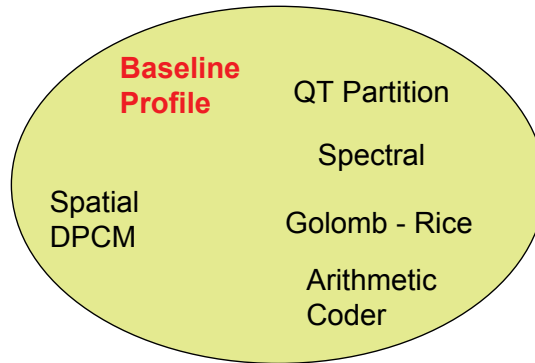 Baseline
Profile
QT Partition
Spectral
Spatial
DPCM
Golomb - Rice
Arithmetic
Coder